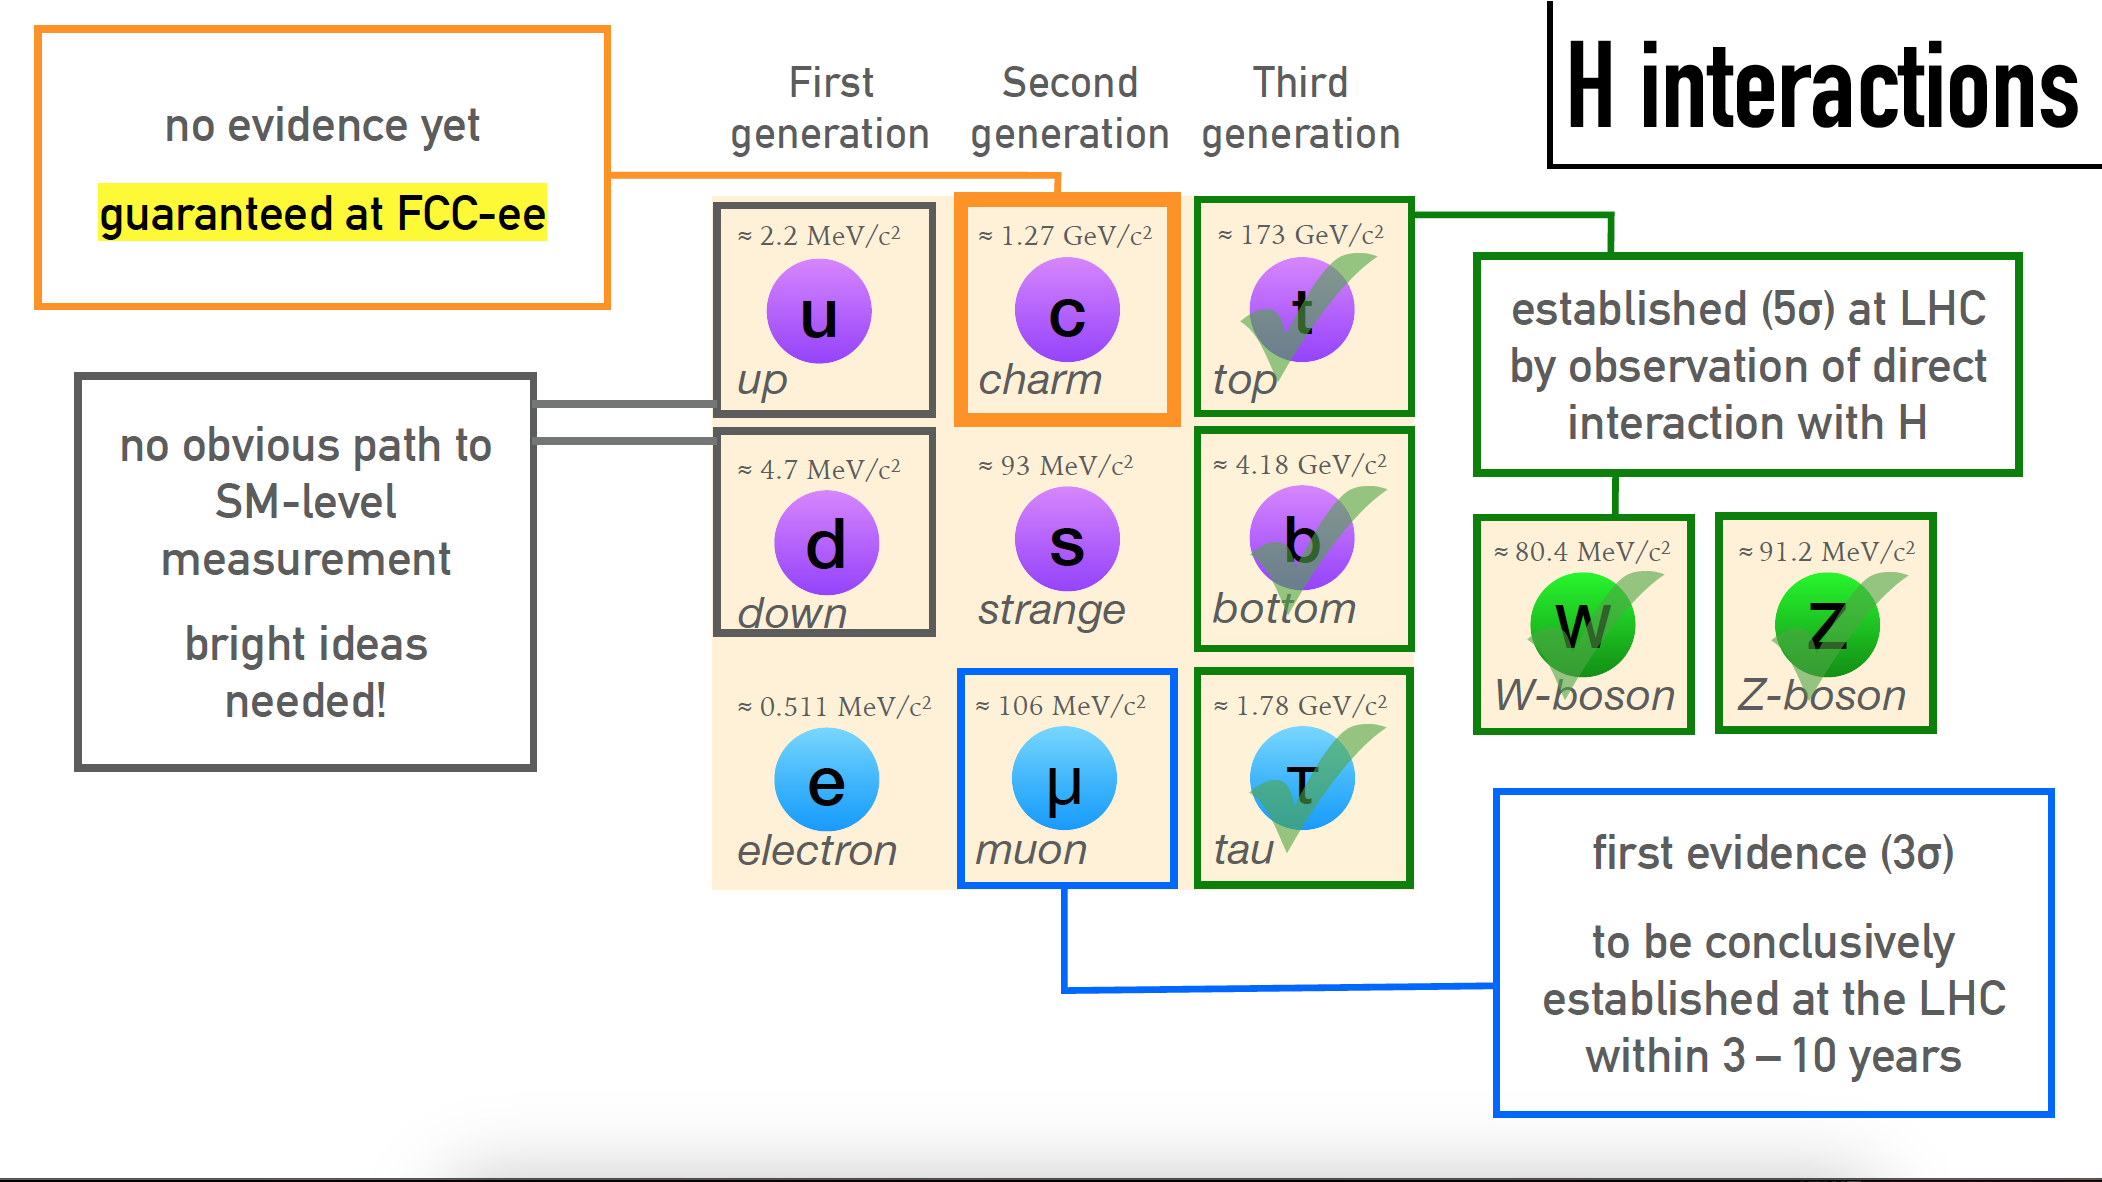 H interactions
no evidence yet
guaranteed at FCC-ee
First
generation
Second
generation
Third
generation
≈ 2.2 MeV/c²
u
up
≈ 1.27 GeV/c²
c
charm
≈ 173 GeV/c²
t
top
established (5σ) at LHC
by observation of direct
interaction with H
no obvious path to
SM-level
measurement
bright ideas
needed!
≈ 4.7 MeV/c²
d
down
≈ 93 MeV/c²
s
strange
≈ 4.18 GeV/c²
b
bottom
≈ 80.4 MeV/c²
W
W-boson
≈ 91.2 MeV/c²
Z
Z-boson
≈ 0.511 MeV/c²
e
electron
≈ 106 MeV/c²
μ
muon
≈ 1.78 GeV/c²
τ
tau
first evidence (3σ)
to be conclusively
established at the LHC
within 3 – 10 years